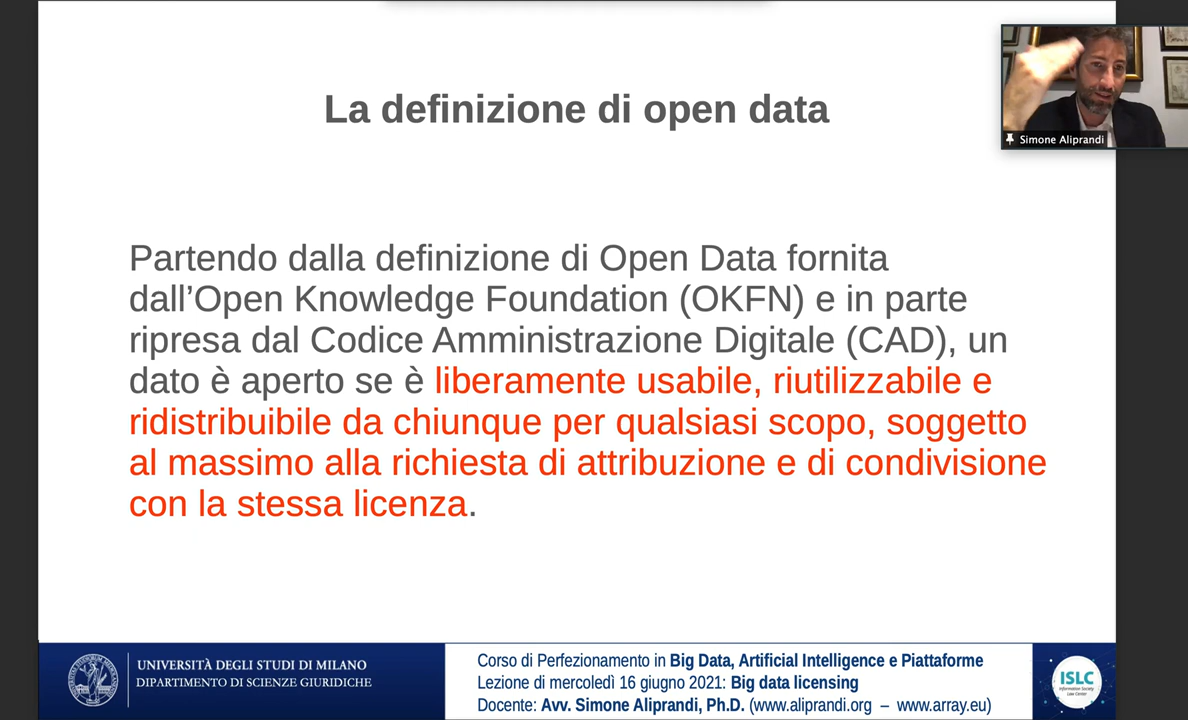 La definizione di open data
Simone Aliprandi
Partendo dalla definizione di Open Data fornita
dall’Open Knowledge Foundation (OKFN) e in parte
ripresa dal Codice Amministrazione Digitale (CAD), un
dato è aperto se è liberamente usabile, riutilizzabile e
ridistribuibile da chiunque per qualsiasi scopo, soggetto
al massimo alla richiesta di attribuzione e di condivisione
con la stessa licenza.
UNIVERSITÀ DEGLI STUDI DI MILANO
DIPARTIMENTO DI SCIENZE GIURIDICHE
Corso di Perfezionamento in Big Data, Artificial Intelligence e Piattaforme
Lezione di mercoledì 16 giugno 2021: Big data licensing
Docente: Avv. Simone Aliprandi, Ph.D. (www.aliprandi.org – www.array.eu)
ISLC
Information Society
Law Center